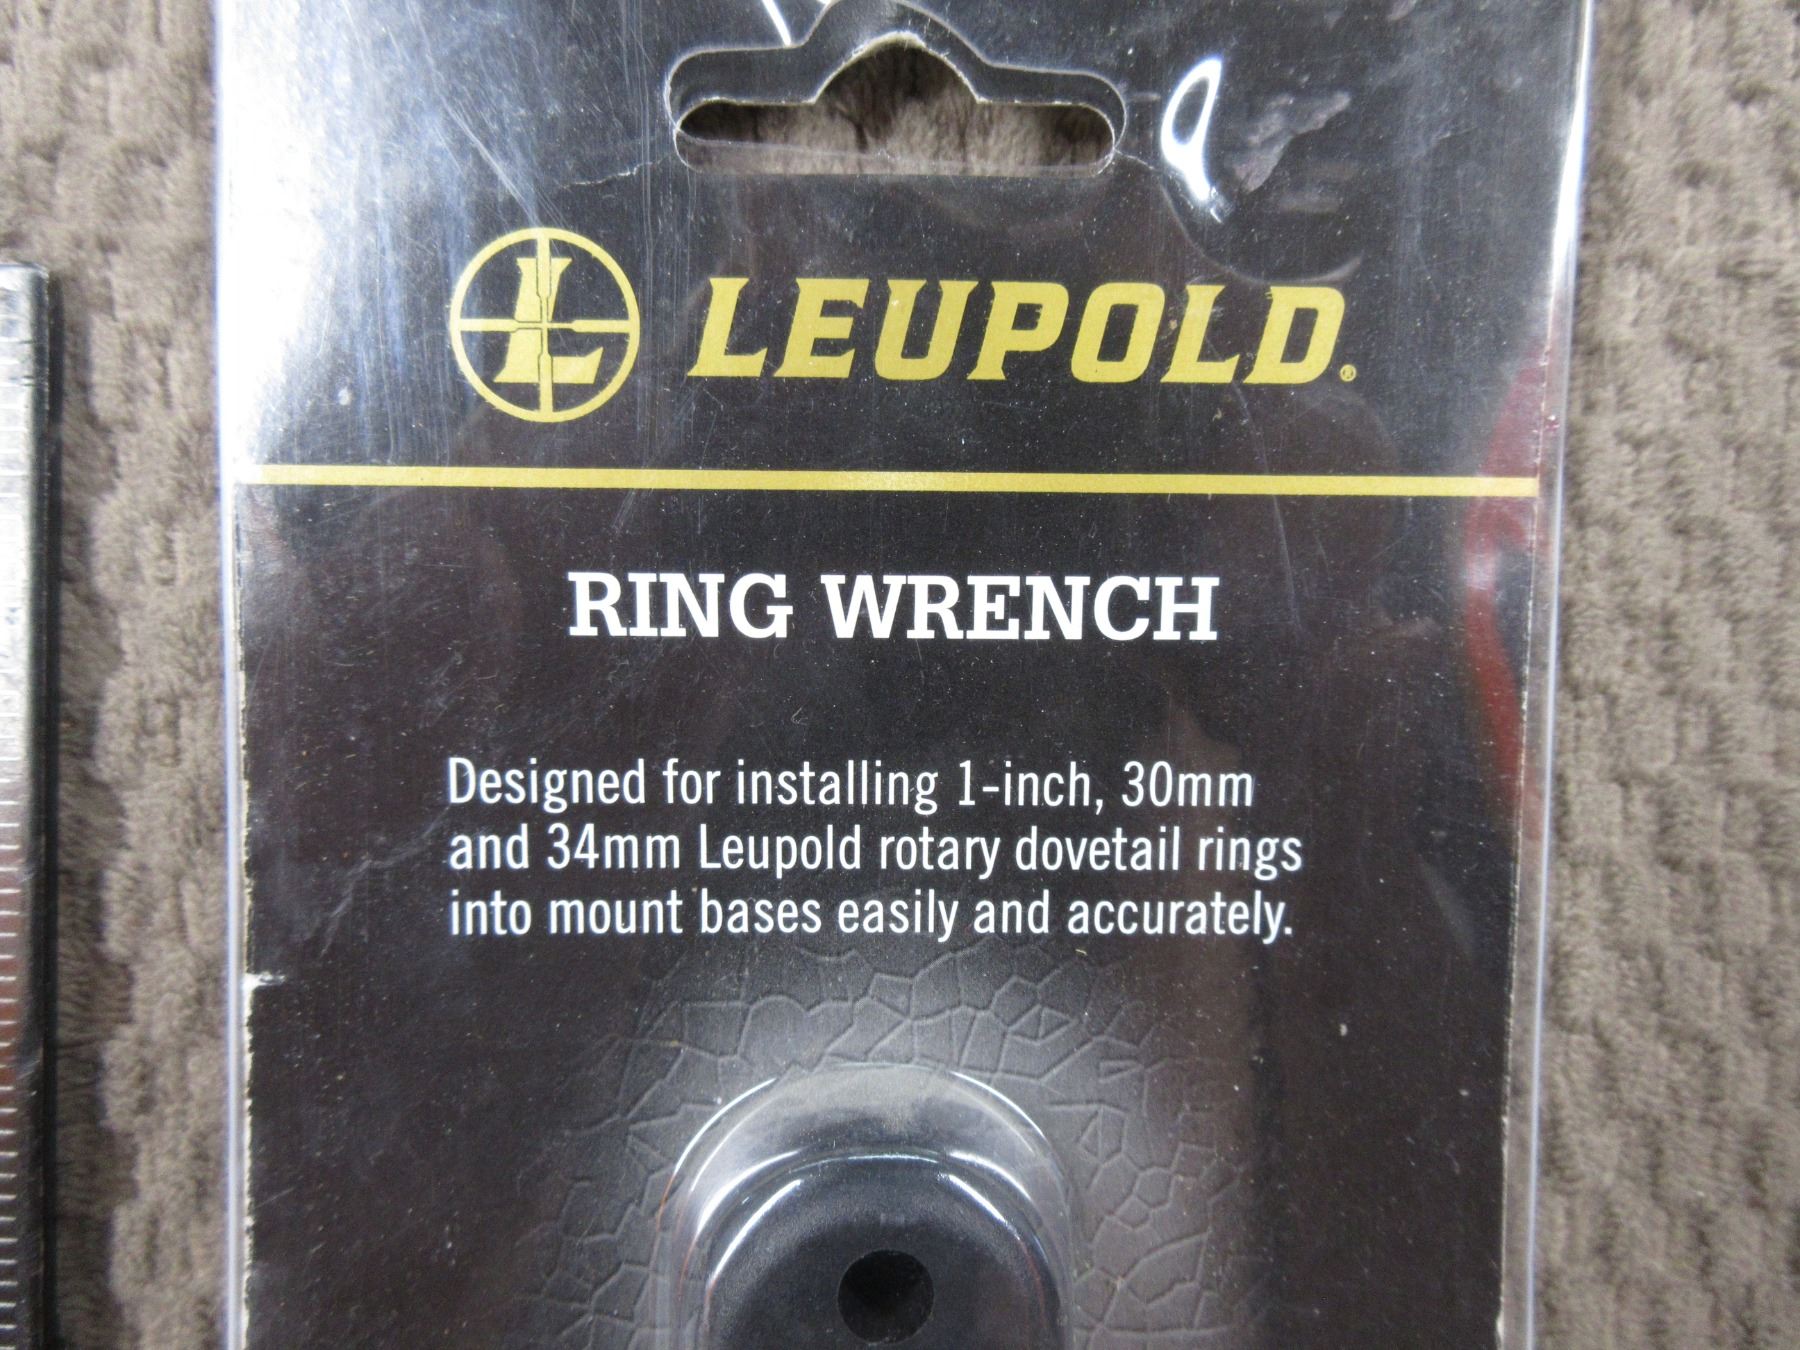 L LEUPOLD®
RING WRENCH
Designed for installing 1-inch, 30mm
and 34mm Leupold rotary dovetail rings
into mount bases easily and accurately.